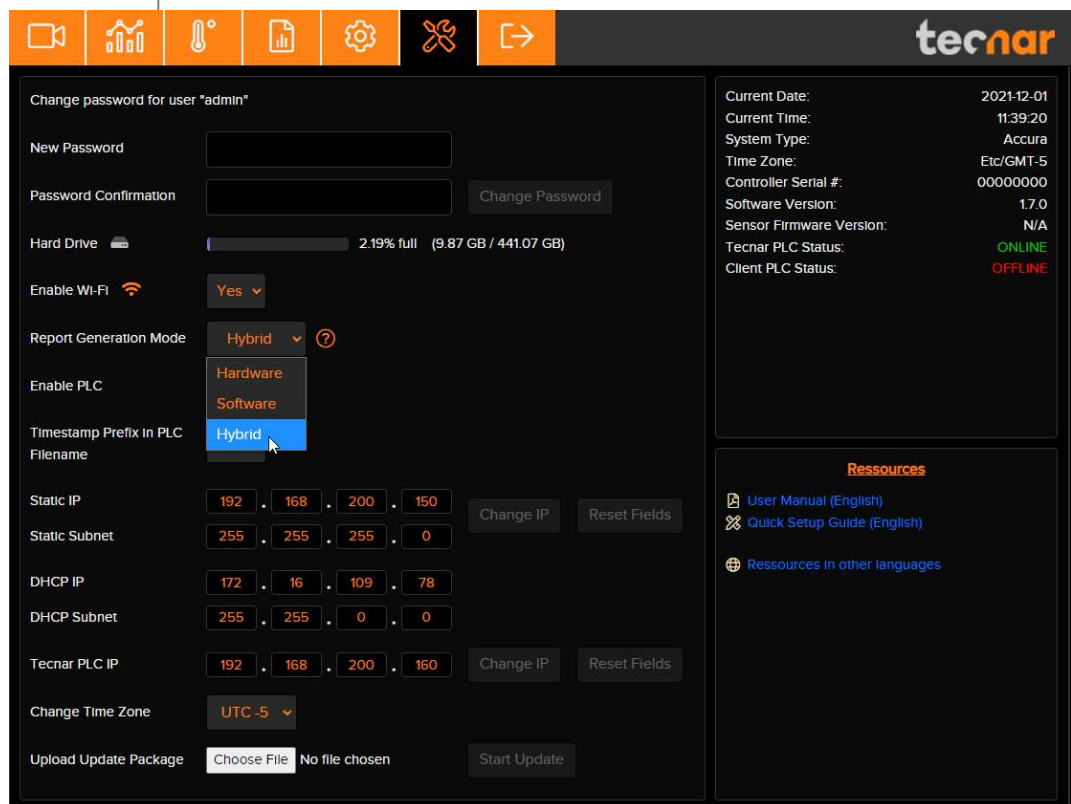 tecnar
Change password for user "admin"
New Password
Password Confirmation
Change Password
Hard Drive
2.19% full (9.87 GB / 441.07 GB)
Enable Wi-Fi
Yes
Report Generation Mode
Hybrid
?
Hardware
Software
Hybrid
Enable PLC
Timestamp Prefix in PLC
Filename
Static IP
192 . 168 . 200 . 150
Change IP
Reset Fields
Static Subnet
255 . 255 . 255 . 0
DHCP IP
172 . 16 . 109 . 78
DHCP Subnet
255 . 255 . 0 . 0
Tecnar PLC IP
192 . 168 . 200 . 160
Change IP
Reset Fields
Change Time Zone
UTC -5
Upload Update Package
Choose File No file chosen
Start Update
Current Date: 2021-12-01
Current Time: 11:39:20
System Type: Accura
Time Zone: Etc/GMT-5
Controller Serial #: 00000000
Software Version: 1.7.0
Sensor Firmware Version: N/A
Tecnar PLC Status: ONLINE
Client PLC Status: OFFLINE
Ressources
User Manual (English)
Quick Setup Guide (English)
Ressources in other languages